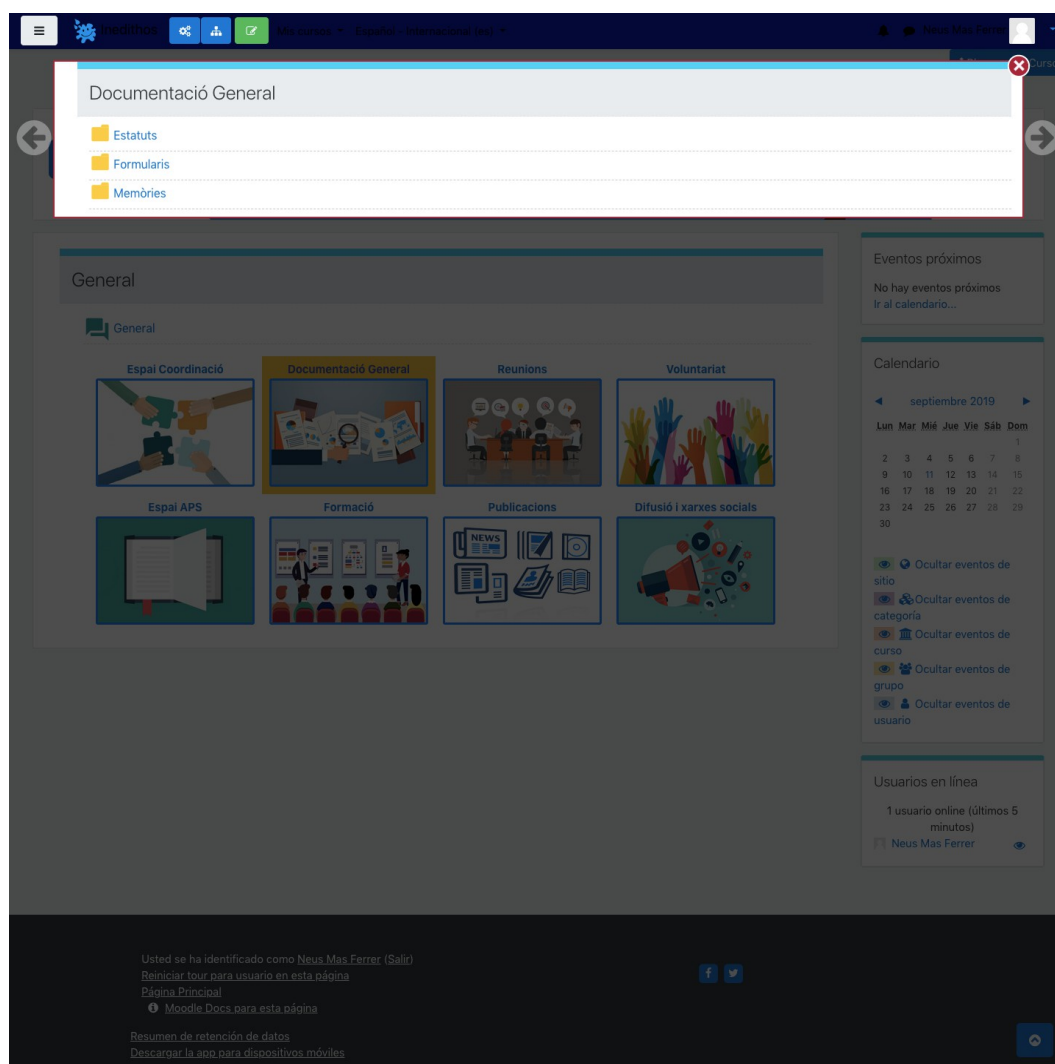 Inedithos
Mis cursos
Español - Internacional (es)
Neus Mas Ferrer
Curso
Documentació General
Estatuts
Formularis
Memòries
General
General
Espai Coordinació
Documentació General
Reunions
Voluntariat
Espai APS
Formació
Publicacions
NEWS
Difusió i xarxes socials
Eventos próximos
No hay eventos próximos
Ir al calendario...
Calendario
◄ septiembre 2019 ►
Lun Mar Mié Jue Vie Sáb Dom
1
2 3 4 5 6 7 8
9 10 11 12 13 14 15
16 17 18 19 20 21 22
23 24 25 26 27 28 29
30
Ocultar eventos de
sitio
Ocultar eventos de
categoría
Ocultar eventos de
curso
Ocultar eventos de
grupo
Ocultar eventos de
usuario
Usuarios en línea
1 usuario online (últimos 5
minutos)
Neus Mas Ferrer
Usted se ha identificado como Neus Mas Ferrer (Salir)
Reiniciar tour para usuario en esta página
Página Principal
Moodle Docs para esta página
Resumen de retención de datos
Descargar la app para dispositivos móviles